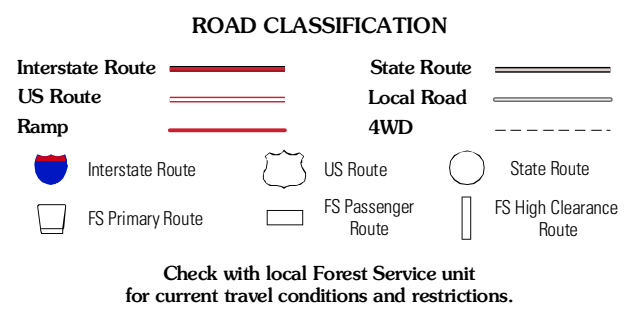 ROAD CLASSIFICATION
Interstate Route
State Route
US Route
Local Road
Ramp
4WD
Interstate Route
US Route
State Route
FS Primary Route
FS Passenger
Route
FS High Clearance
Route
Check with local Forest Service unit
for current travel conditions and restrictions.